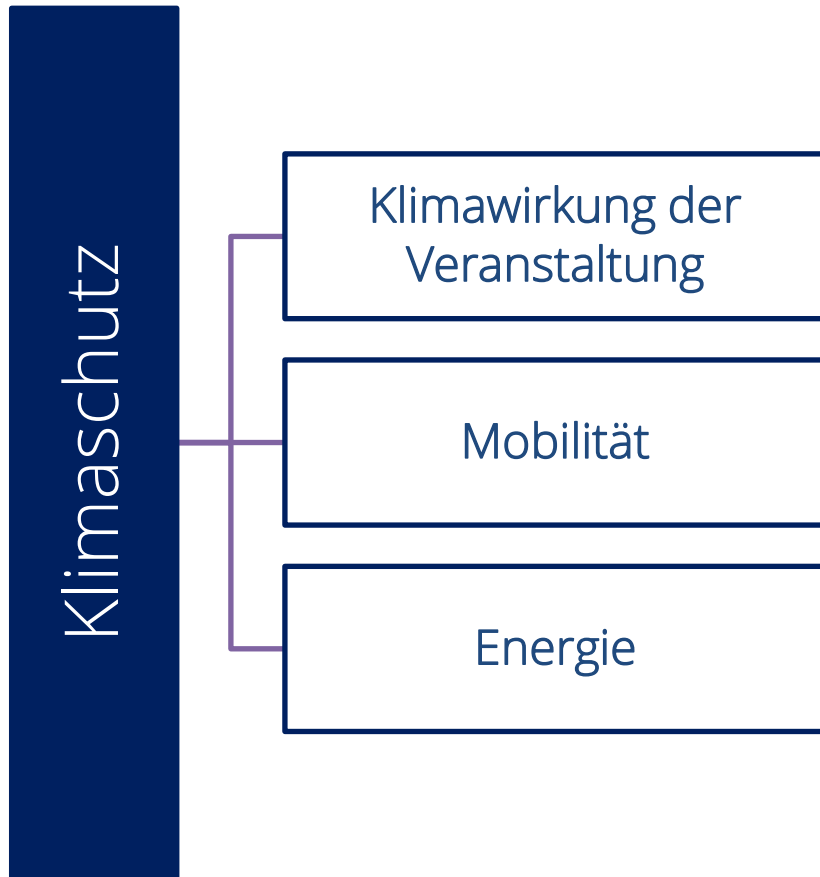 Klimaschutz
Klimawirkung der
Veranstaltung
Mobilität
Energie